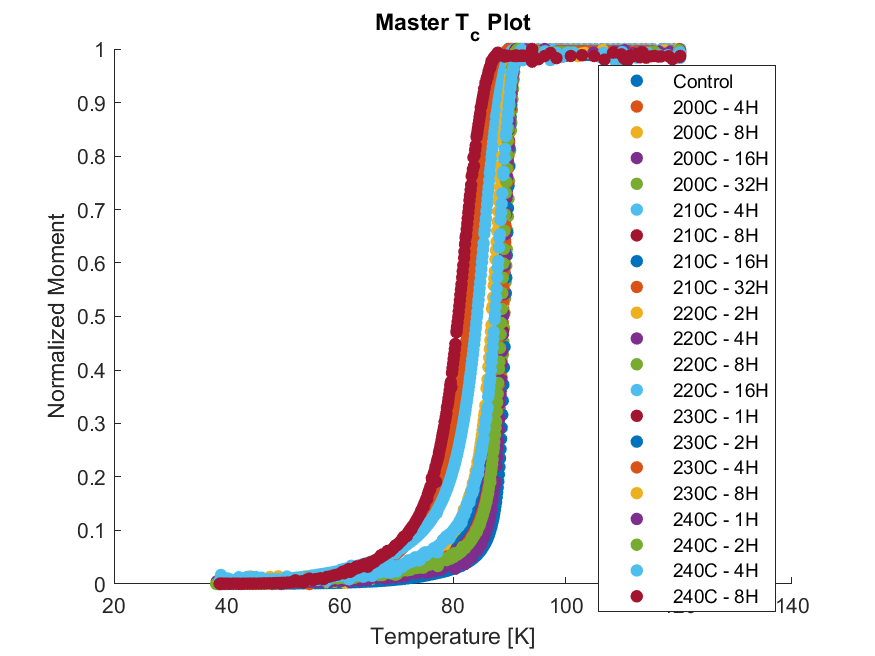 Master Tc Plot
Normalized Moment
1
0.9
0.8
0.7
0.6
0.5
0.4
0.3
0.2
0.1
0
Control
200C - 4H
200C - 8H
200C - 16H
200C - 32H
210C - 4H
210C - 8H
210C - 16H
210C - 32H
220C - 2H
220C - 4H
220C - 8H
220C - 16H
230C - 1H
230C - 2H
230C - 4H
230C - 8H
240C - 1H
240C - 2H
240C - 4H
240C - 8H
20 40 60 80 100 140
Temperature [K]